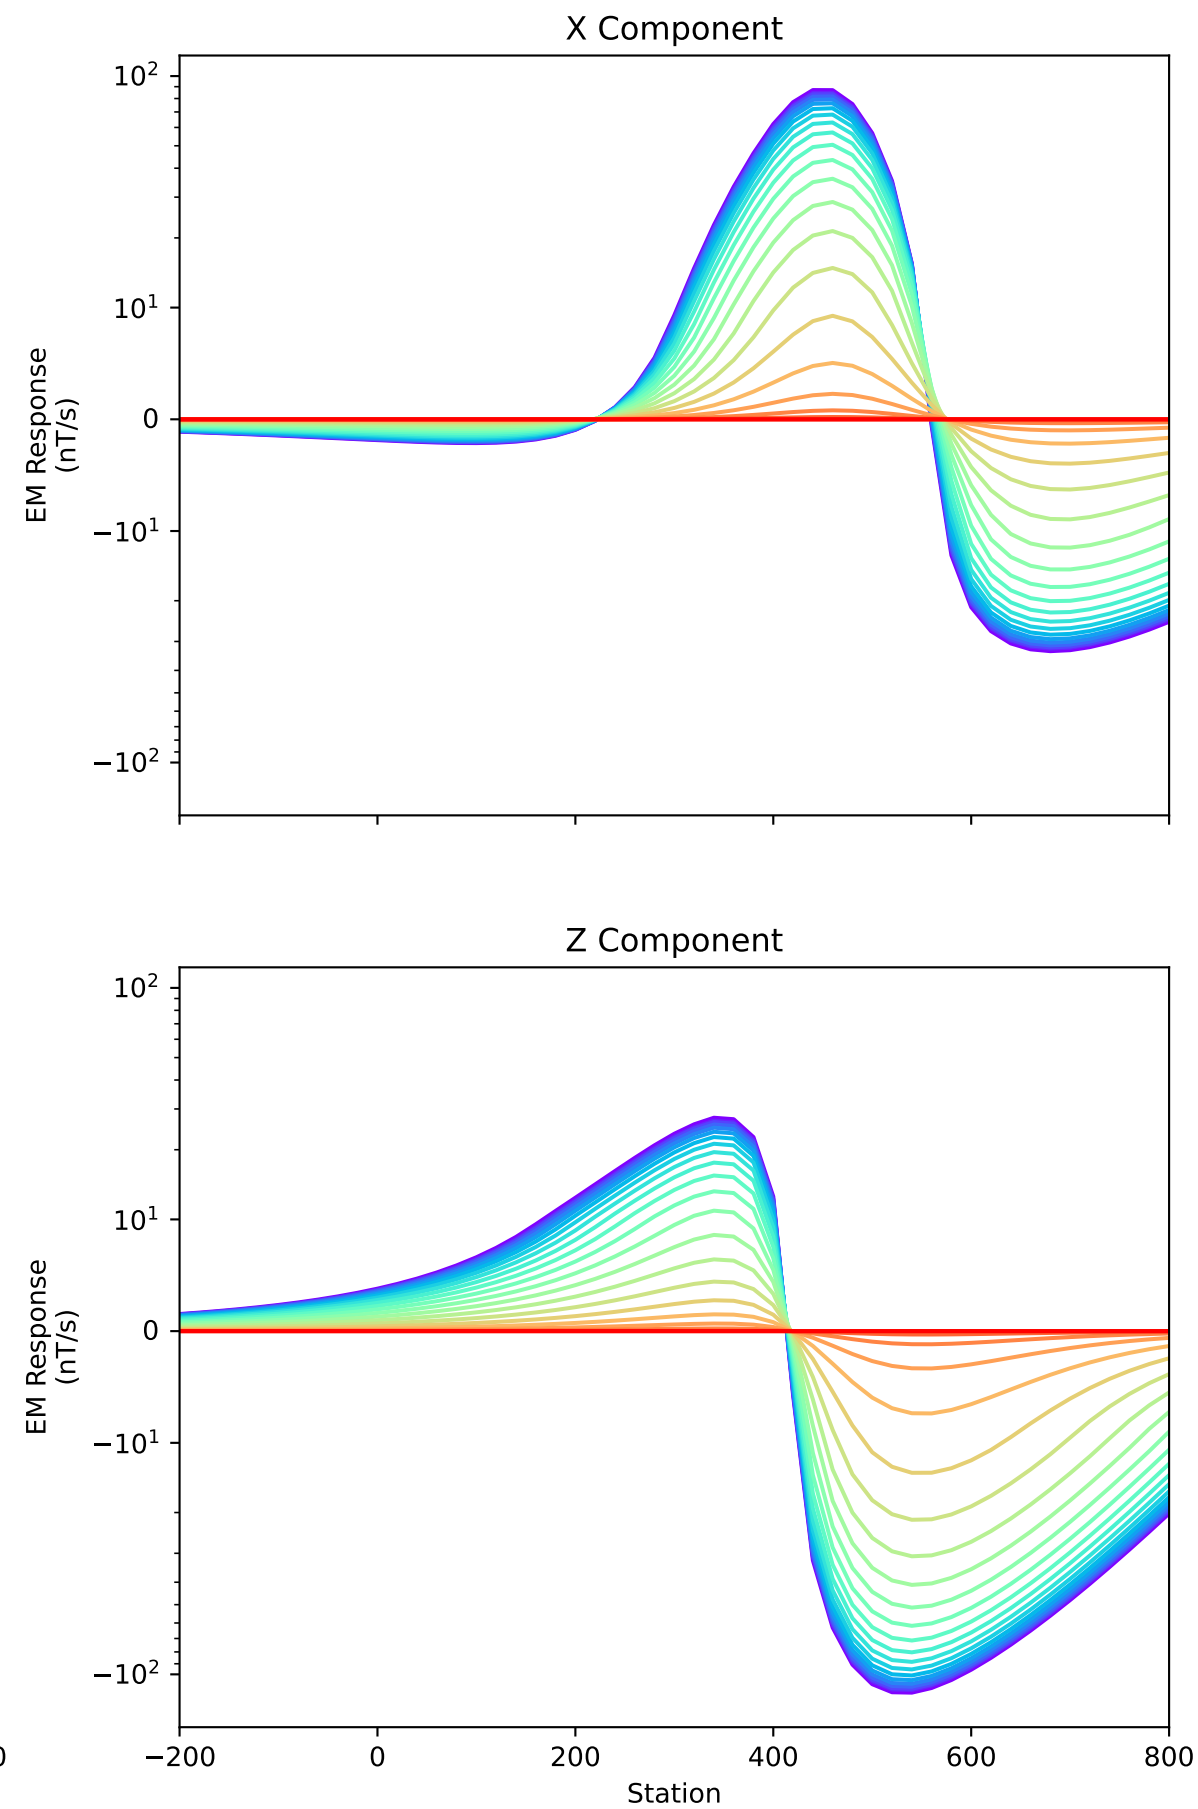 X Component
10²
10¹
0
−10¹
−10²
EM Response
(nT/s)
Z Component
10²
10¹
0
−10¹
−10²
EM Response
(nT/s)
0
−200 0 200 400 600 800
Station